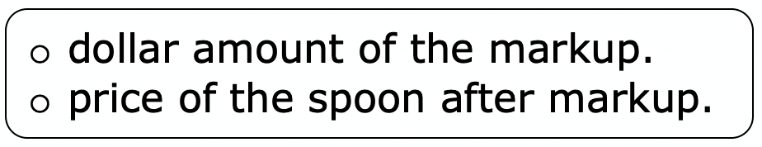 o dollar amount of the markup.
o price of the spoon after markup.